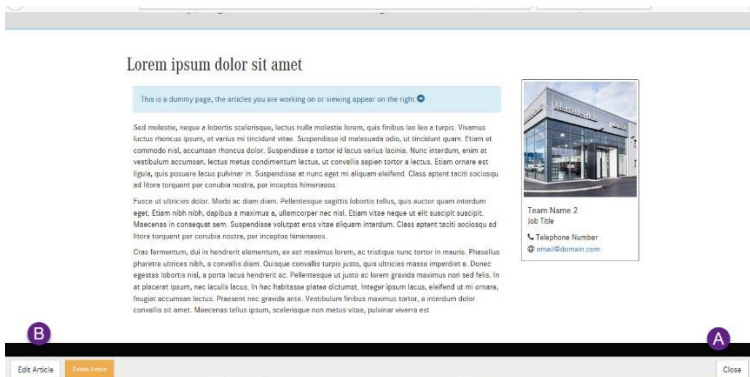 Lorem ipsum dolor sit amet
This is a dummy page, the articles you are working on or viewing appear on the right
Sed molestie, neque a lobortis scelerisque, lectus nulla molestie lorem, quis finibus leo leo a turpis. Vivamus
luctus rhoncus ipsum, et varius mi tincidunt vitae. Suspendisse id malesuada odio, ut tincidunt quam. Etiam et
commodo nisl, accumsan rhoncus dolor. Suspendisse a tortor id lacus varius lacinia. Nunc interdum, enim at
vestibulum accumsan, lectus metus condimentum lectus, ut convallis sapien tortor a lectus. Etiam ornare est
ligula, quis posuere lacus pulvinar in. Suspendisse at nunc eget mi aliquam eleifend. Class aptent taciti sociosqu
ad litora torquent per conubia nostra, per inceptos himenaeos.
Fusce at ultricies dolor. Morbi ac diam diam. Pellentesque sagittis lobortis tellus, quis auctor quam interdum
eget. Etiam nibh nibh, dapibus a maximus a, ullamcorper nec nisl. Etiam vitae neque ut elit suscipit suscipit.
Maecenas in consequat sem. Suspendisse volutpat eros vitae aliquam interdum. Class aptent taciti sociosqu ad
litora torquent per conubia nostra, per inceptos himenaeos.
Cras fermentum, dui in hendrerit elementum, ex est maximus lorem, ac tristique nunc tortor in mauris. Phasellus
pharetra ultrices nibh, a convallis diam. Quisque convallis turpis justo, quis ultricies massa imperdiet a. Donec
egestas lobortis nisl, a porta lacus hendrerit ac. Pellentesque ut justo ac lorem gravida maximus non sed felis. In
at placerat ipsum, nec iaculis lacus. In hac habitasse platea dictumst. Integer ipsum lacus, eleifend ut mi ornare,
feugiat accumsan lectus. Praesent nec gravida ante. Vestibulum finibus maximus tortor, a interdum dolor
convallis sit amet. Maecenas tellus ipsum, scelerisque non metus vitae, pulvinar viverra est
Mercedes-Benz
Team Name 2
Job Title
Telephone Number
email@domain.com
B
A
Edit Article
Delete Article
Close